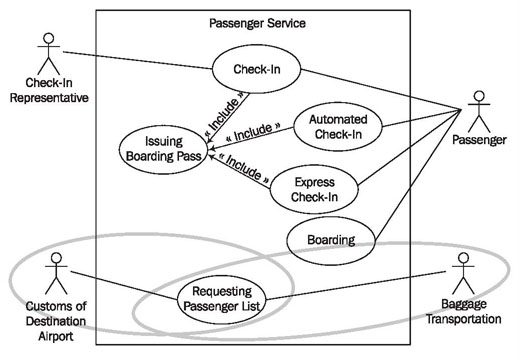 Passenger Service
Check-In
Representative
Check-In
« Include »
« Include »
« Include »
Automated
Check-In
Passenger
Issuing
Boarding Pass
Express
Check-In
Boarding
Customs of
Destination
Airport
Requesting
Passenger List
Baggage
Transportation